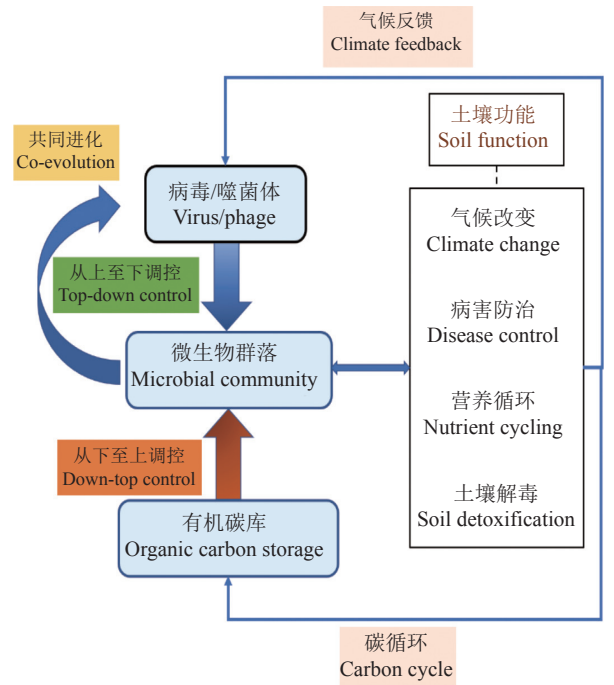 气候反馈
Climate feedback
土壤功能
Soil function
共同进化
Co-evolution
病毒/噬菌体
Virus/phage
气候改变
Climate change
从上至下调控
Top-down control
病害防治
Disease control
微生物群落
Microbial community
营养循环
Nutrient cycling
从下至上调控
Down-top control
土壤解毒
Soil detoxification
有机碳库
Organic carbon storage
碳循环
Carbon cycle